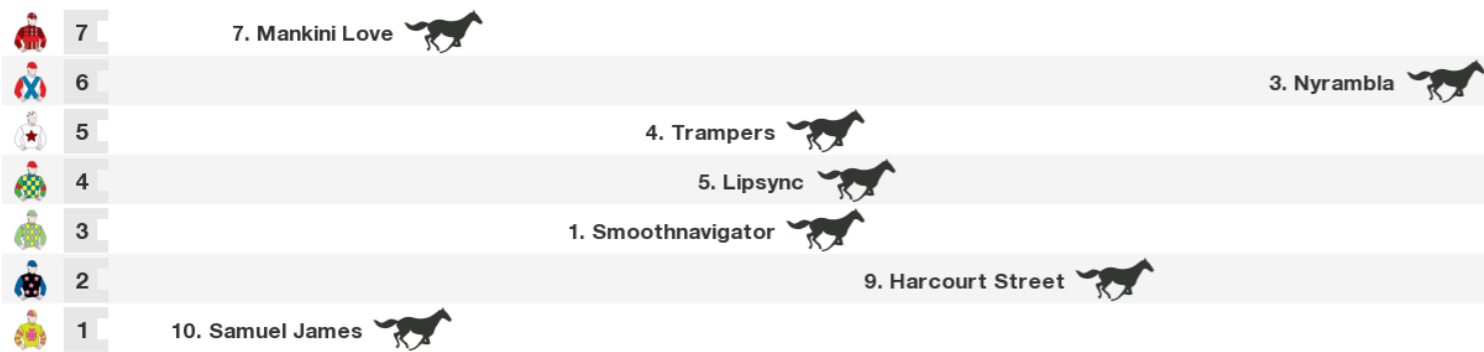 7 7. Mankini Love
6 3. Nyrambla
5 4. Trampers
4 5. Lipsync
3 1. Smoothnavigator
2 9. Harcourt Street
1 10. Samuel James